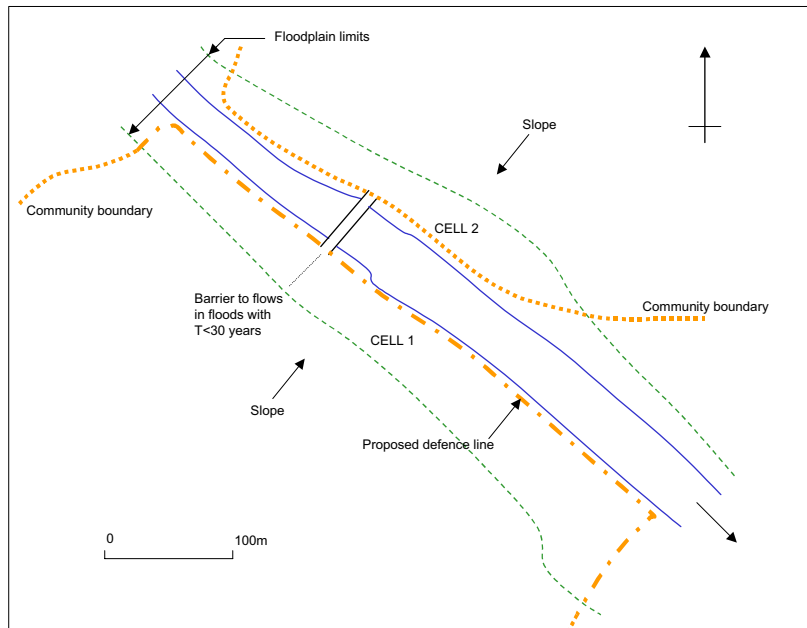 Floodplain limits
Slope
Community boundary
CELL 2
Barrier to flows
in floods with
T<30 years
Community boundary
CELL 1
Slope
Proposed defence line
0
100m